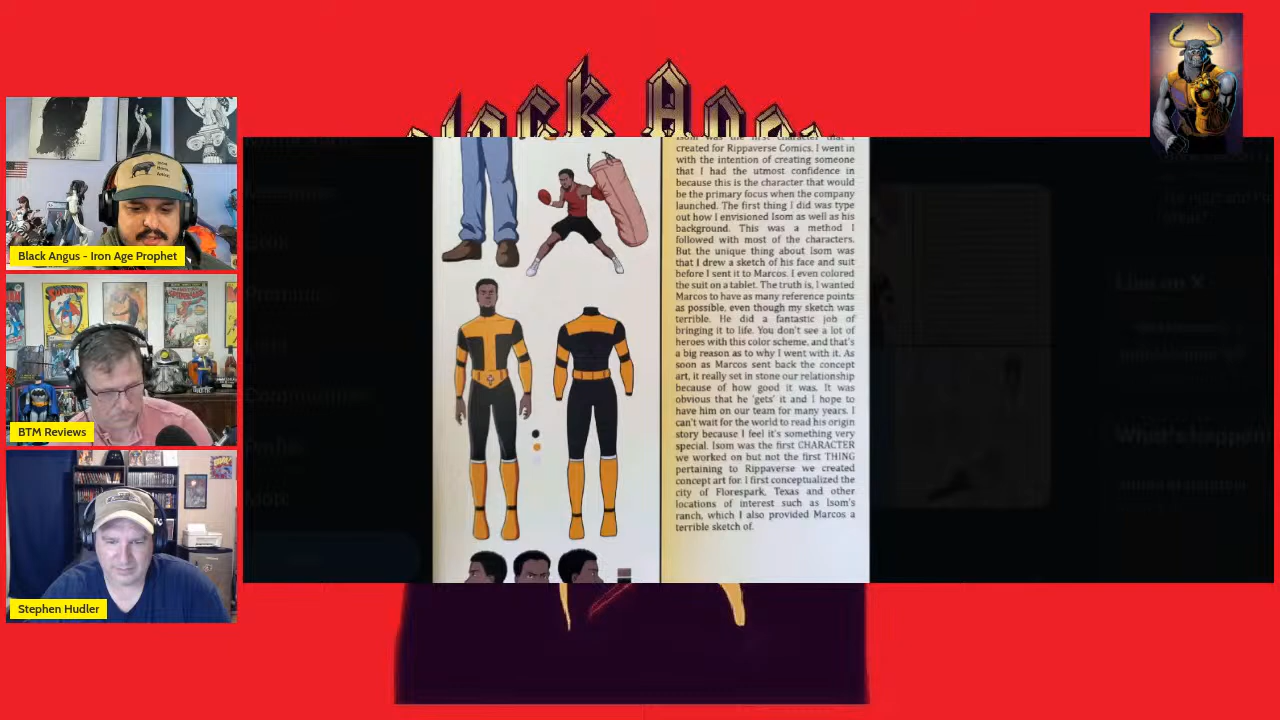 Black Angus - Iron Age Prophet
BTM Reviews
Stephen Hudler
created for Rippaverse Comics. I went in
with the intention of creating someone
that I had the utmost confidence in
because this is the character that would
be the primary focus when the company
launched. The first thing I did was type
out how I envisioned Isom as well as his
background. This was a method I
followed with most of the characters.
But the unique thing about Isom was
that I drew a sketch of his face and suit
before I sent it to Marcos. I even colored
the suit on a tablet. The truth is, I wanted
Marcos to have as many reference points
as possible, even though my sketch was
terrible. He did a fantastic job of
bringing it to life. You don't see a lot of
heroes with this color scheme, and that's
a big reason as to why I went with it. As
soon as Marcos sent back the concept
art, it really set in stone our relationship
because of how good it was. It was
obvious that he 'gets' it and I hope to
have him on our team for many years. I
can't wait for the world to read his origin
story because I feel it's something very
special. Isom was the first CHARACTER
we worked on but not the first THING
pertaining to Rippaverse we created
concept art for. I first conceptualized the
city of Florespark, Texas and other
locations of interest such as Isom's
ranch, which I also provided Marcos a
terrible sketch of.